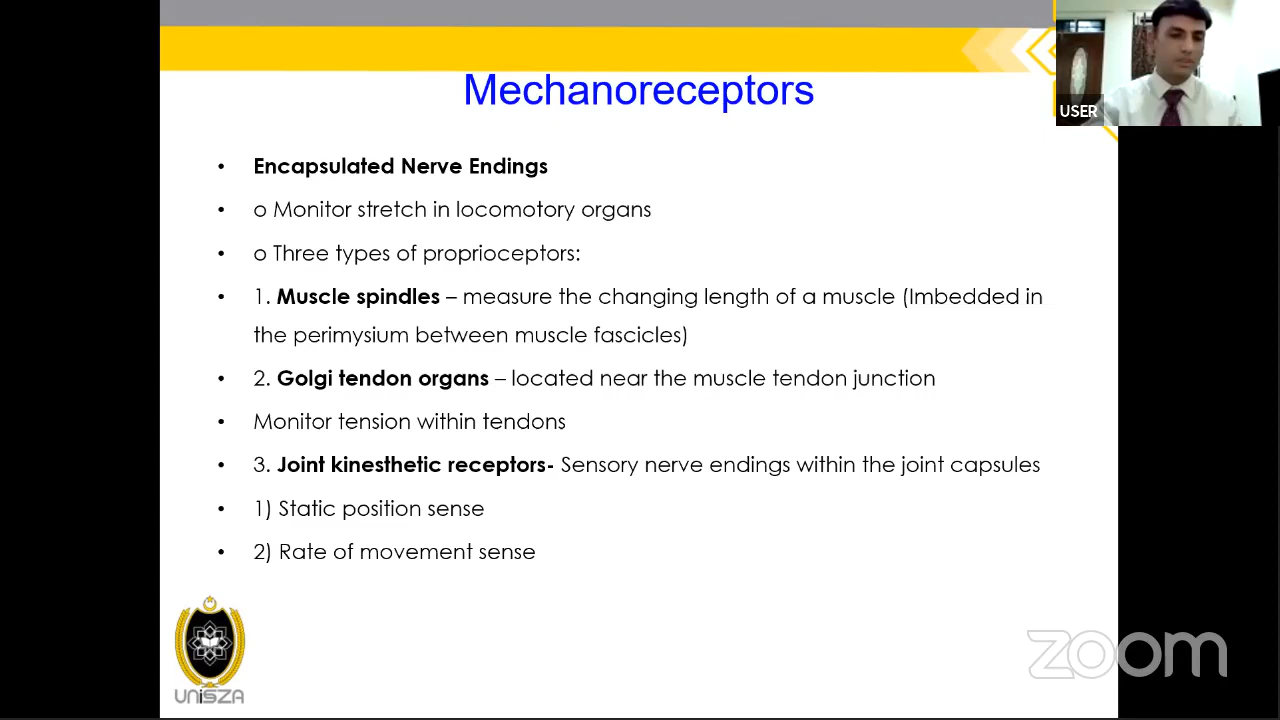 Mechanoreceptors
USER
• Encapsulated Nerve Endings
• o Monitor stretch in locomotory organs
• o Three types of proprioceptors:
• 1. Muscle spindles – measure the changing length of a muscle (Imbedded in
the perimysium between muscle fascicles)
• 2. Golgi tendon organs – located near the muscle tendon junction
• Monitor tension within tendons
• 3. Joint kinesthetic receptors- Sensory nerve endings within the joint capsules
• 1) Static position sense
• 2) Rate of movement sense
UniSZA
zoom